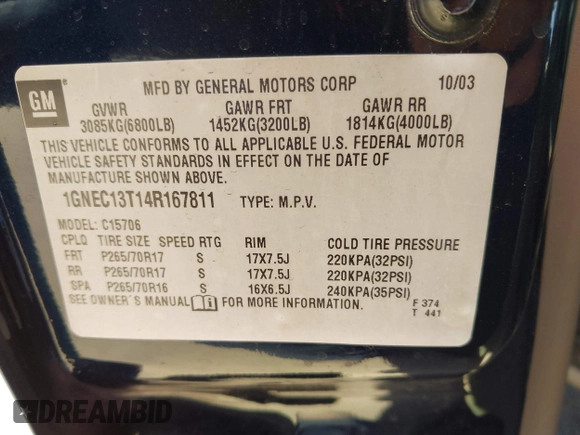 MFD BY GENERAL MOTORS CORP 10/03
GM
GVWR GAWR FRT GAWR RR
3085KG(6800LB) 1452KG(3200LB) 1814KG(4000LB)
THIS VEHICLE CONFORMS TO ALL APPLICABLE U.S. FEDERAL MOTOR
VEHICLE SAFETY STANDARDS IN EFFECT ON THE DATE OF
MANUFACTURE SHOWN ABOVE.
1GNEC13T14R167811 TYPE: M.P.V.
MODEL: C15706
CPLQ TIRE SIZE SPEED RTG RIM COLD TIRE PRESSURE
FRT P265/70R17 S 17X7.5J 220KPA(32PSI)
RR P265/70R17 S 17X7.5J 220KPA(32PSI)
SPA P265/70R16 S 16X6.5J 240KPA(35PSI)
SEE OWNER'S MANUAL FOR MORE INFORMATION. F 374
T 441
DREAMBID